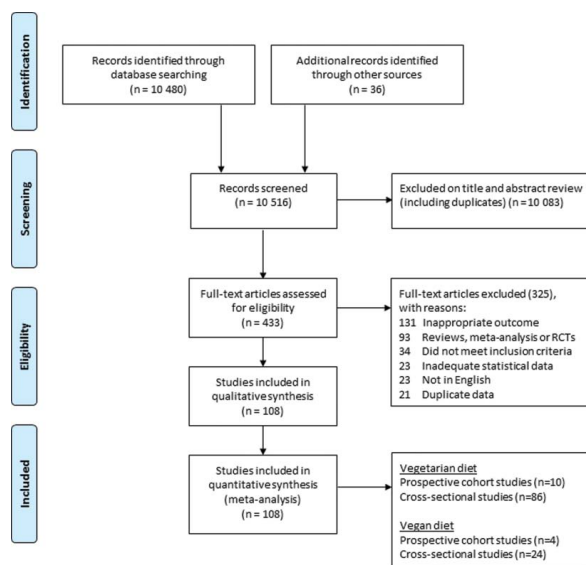 Identification
Records identified through
database searching
(n = 10 480)
Additional records identified
through other sources
(n = 36)
Screening
Records screened
(n = 10 516)
Excluded on title and abstract review
(including duplicates) (n = 10 083)
Eligibility
Full-text articles assessed
for eligibility
(n = 433)
Full-text articles excluded (325),
with reasons:
131 Inappropriate outcome
93 Reviews, meta-analysis or RCTs
34 Did not meet inclusion criteria
23 Inadequate statistical data
23 Not in English
21 Duplicate data
Studies included in
qualitative synthesis
(n = 108)
Included
Studies included in
quantitative synthesis
(meta-analysis)
(n = 108)
Vegetarian diet
Prospective cohort studies (n=10)
Cross-sectional studies (n=86)
Vegan diet
Prospective cohort studies (n=4)
Cross-sectional studies (n=24)